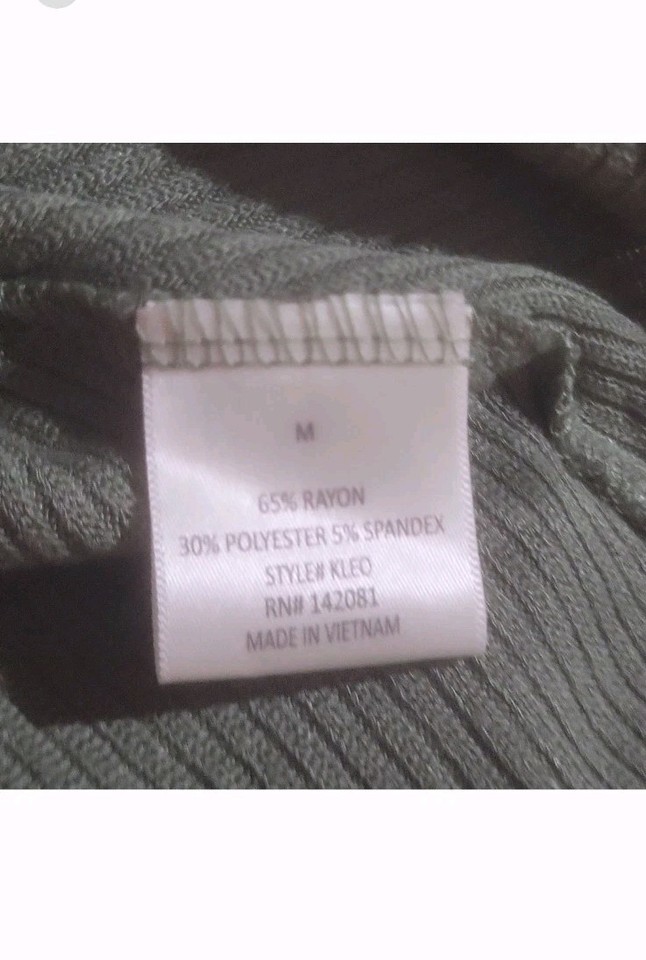 M
65% RAYON
30% POLYESTER 5% SPANDEX
STYLE# KLEO
RN# 142081
MADE IN VIETNAM